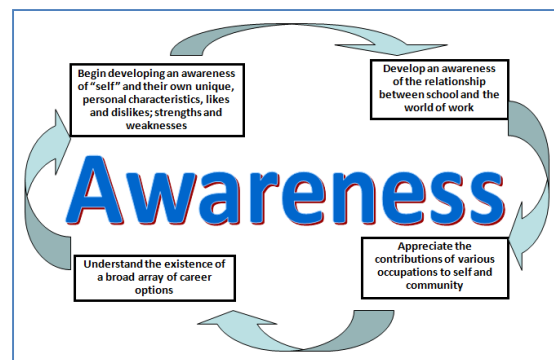 Begin developing an awareness
of “self” and their own unique,
personal characteristics, likes
and dislikes; strengths and
weaknesses
Develop an awareness
of the relationship
between school and the
world of work
Awareness
Understand the existence of
a broad array of career
options
Appreciate the
contributions of various
occupations to self and
community